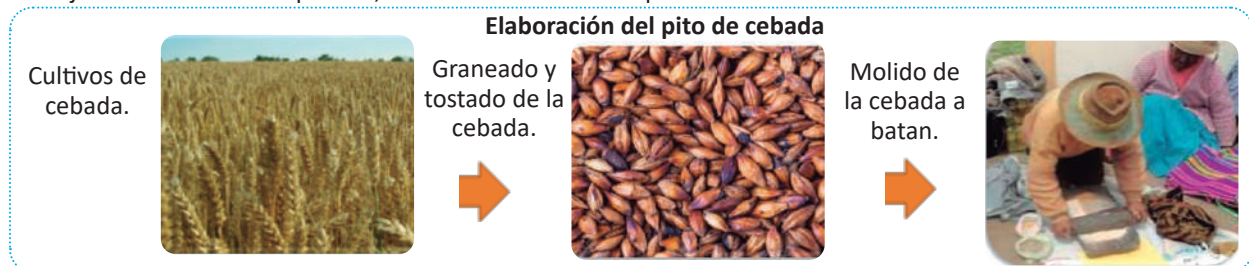 Elaboración del pito de cebada
Cultivos de
cebada.
Graneado y
tostado de la
cebada.
Molido de
la cebada a
batan.